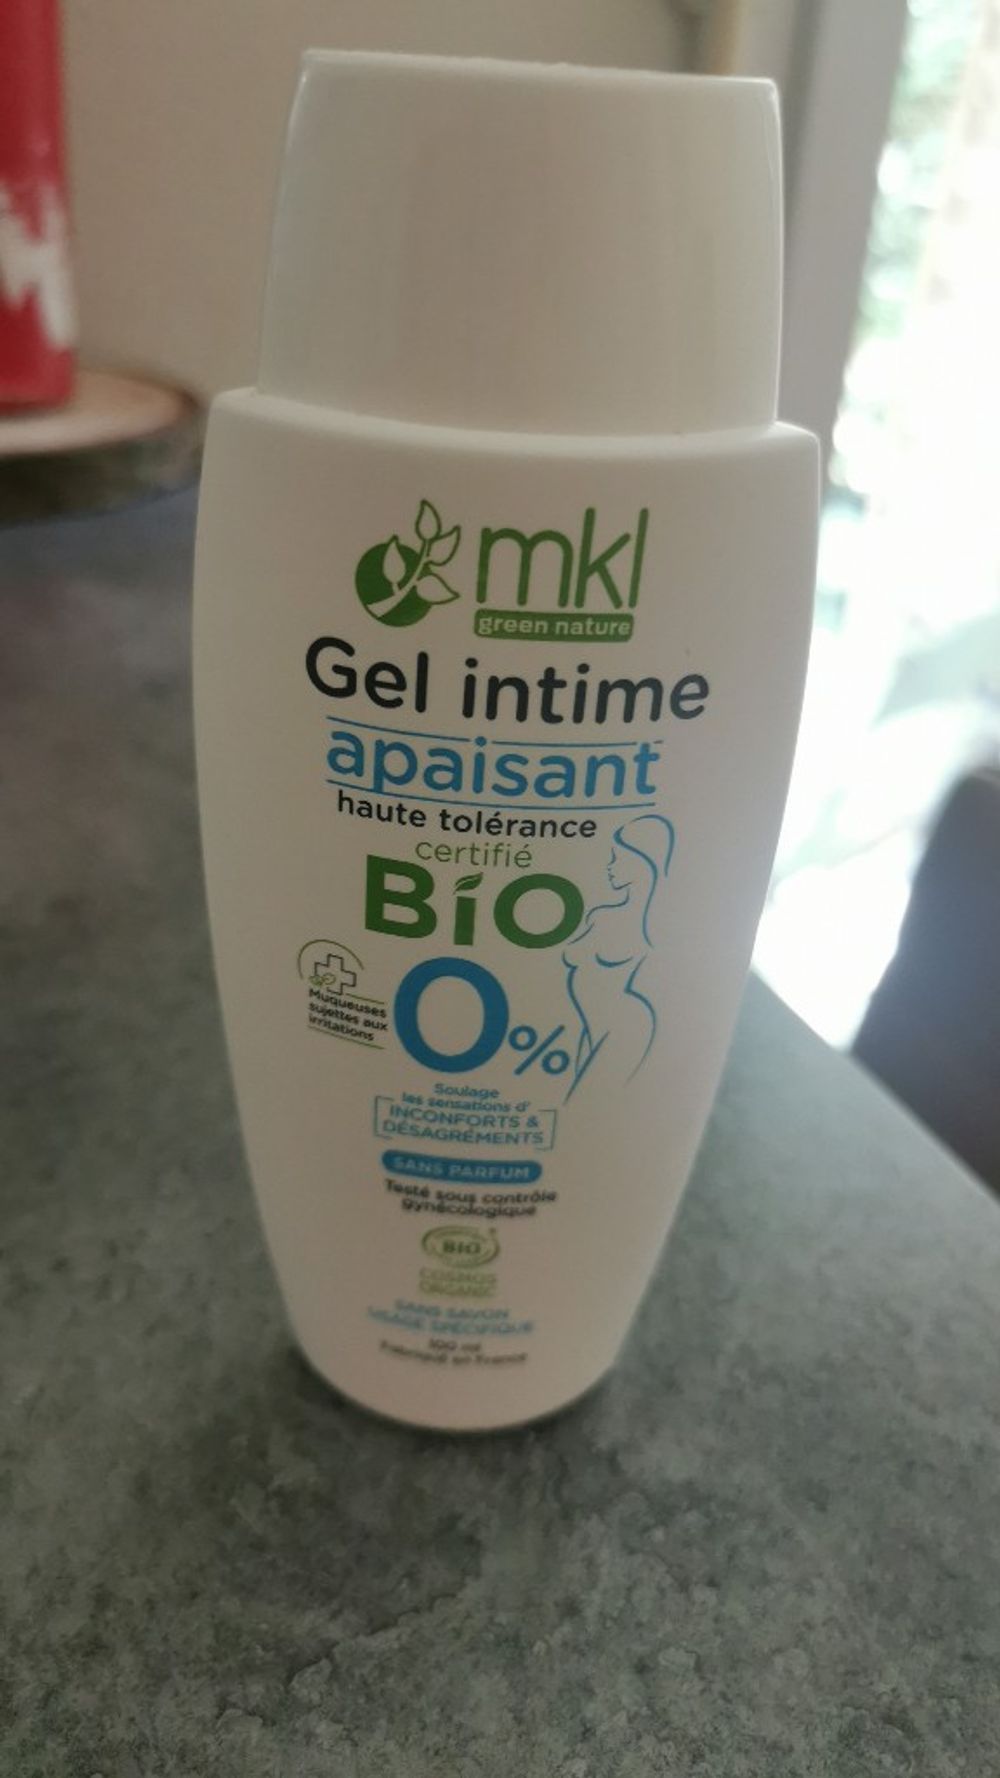 mkl
green nature
Gel intime
apaisant
haute tolérance
certifié
BiO
0%
Muqueuses
sujettes aux
irritations
Soulage
les sensations d'
INCONFORTS &
DÉSAGRÉMENTS
SANS PARFUM
Testé sous contrôle
gynécologique
BIO
COSMOS
ORGANIC
SANS SAVON
USAGE SPÉCIFIQUE
100 ml
Fabriqué en France